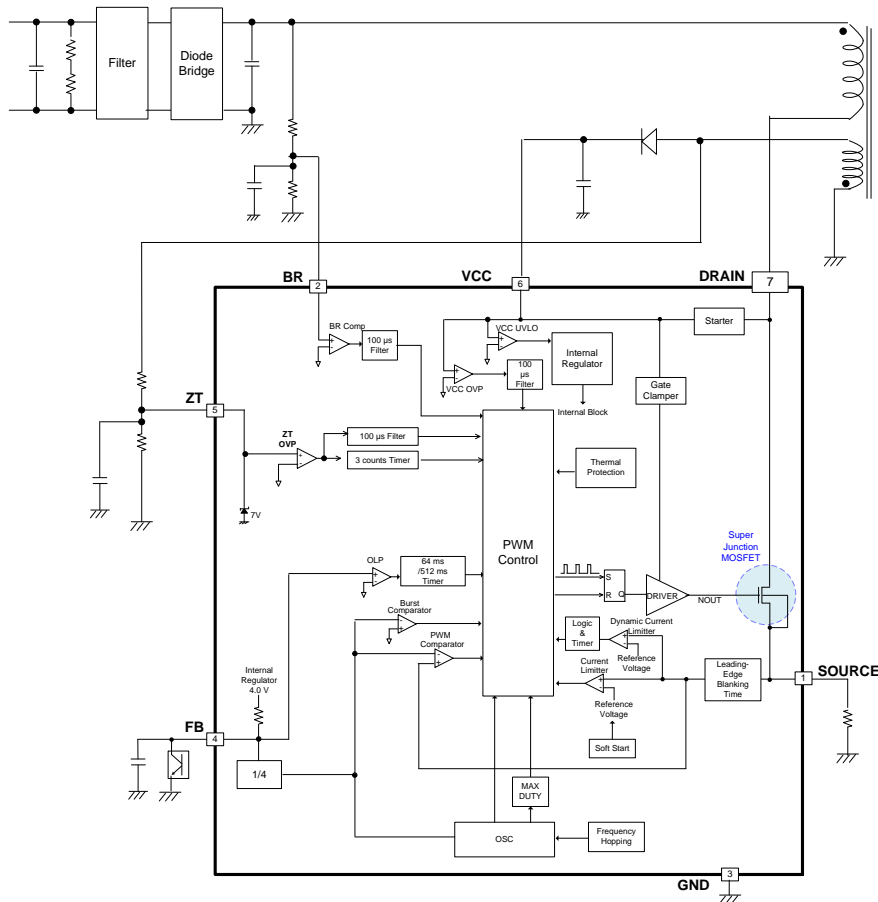 Filter
Diode
Bridge
BR
2
VCC
6
DRAIN
7
BR Comp
100 µs
Filter
VCC UVLO
Internal
Regulator
Starter
VCC OVP
100
µs
Filter
Internal Block
Gate
Clamper
ZT
5
ZT
OVP
100 µs Filter
3 counts Timer
7V
Thermal
Protection
PWM
Control
Super
Junction
MOSFET
OLP
64 ms
/512 ms
Timer
S
R
Q
DRIVER
NOUT
Burst
Comparator
PWM
Comparator
Logic
&
Timer
Dynamic Current
Limitter
Reference
Voltage
Current
Limitter
Reference
Voltage
Leading-
Edge
Blanking
Time
SOURCE
1
Internal
Regulator
4.0 V
FB
4
1/4
Soft Start
MAX
DUTY
OSC
Frequency
Hopping
GND
3